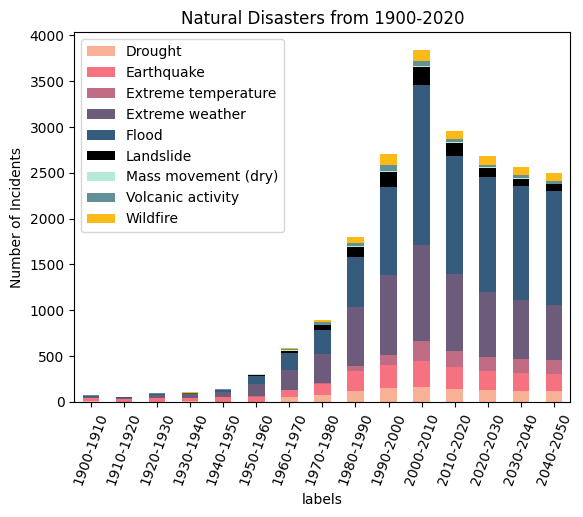 Natural Disasters from 1900-2020
Number of Incidents
4000
3500
3000
2500
2000
1500
1000
500
0
Drought
Earthquake
Extreme temperature
Extreme weather
Flood
Landslide
Mass movement (dry)
Volcanic activity
Wildfire
1900-1910
1910-1920
1920-1930
1930-1940
1940-1950
1950-1960
1960-1970
1970-1980
1980-1990
1990-2000
2000-2010
2010-2020
2020-2030
2030-2040
2040-2050
labels